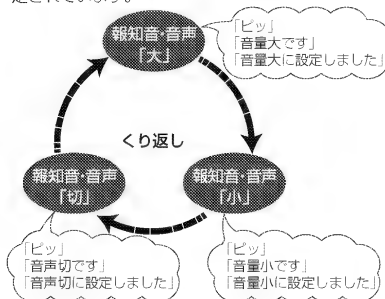 定されています。
報知音・音声
「大」
「ピッ」
「音量大です」
「音量大に設定しました」
くり返し
報知音・音声
「切」
報知音・音声
「小」
「ピッ」
「音声切です」
「音声切に設定しました」
「ピッ」
「音量小です」
「音量小に設定しました」